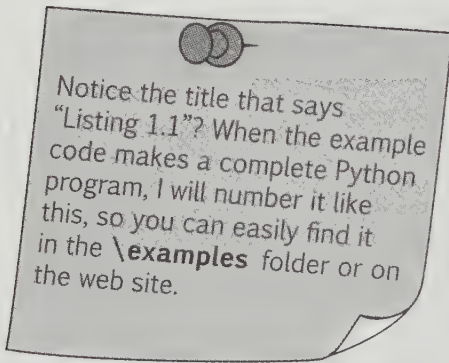 Notice the title that says
“Listing 1.1”? When the example
code makes a complete Python
program, I will number it like
this, so you can easily find it
in the \examples folder or on
the web site.